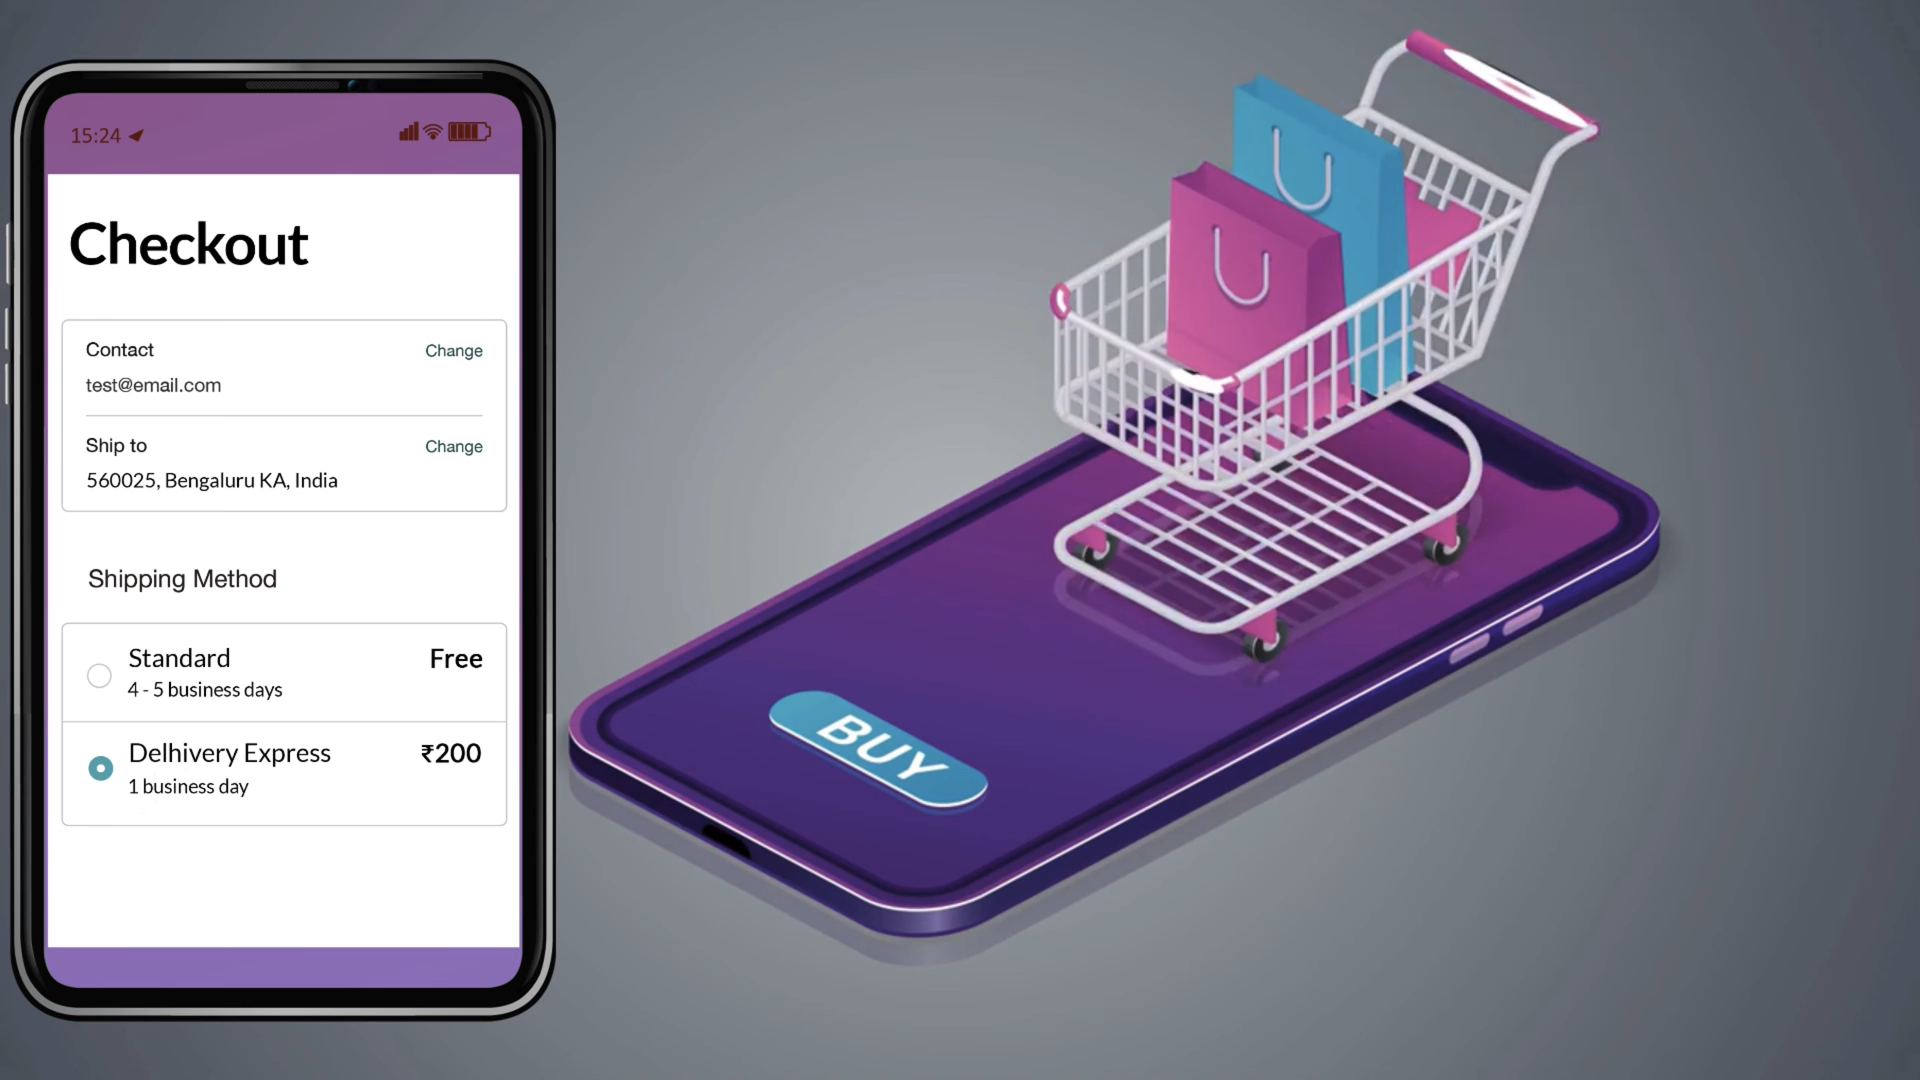 15:24
Checkout
Contact Change
test@email.com
Ship to Change
560025, Bengaluru KA, India
Shipping Method
Standard Free
4 - 5 business days
Delhivery Express ₹200
1 business day
BUY